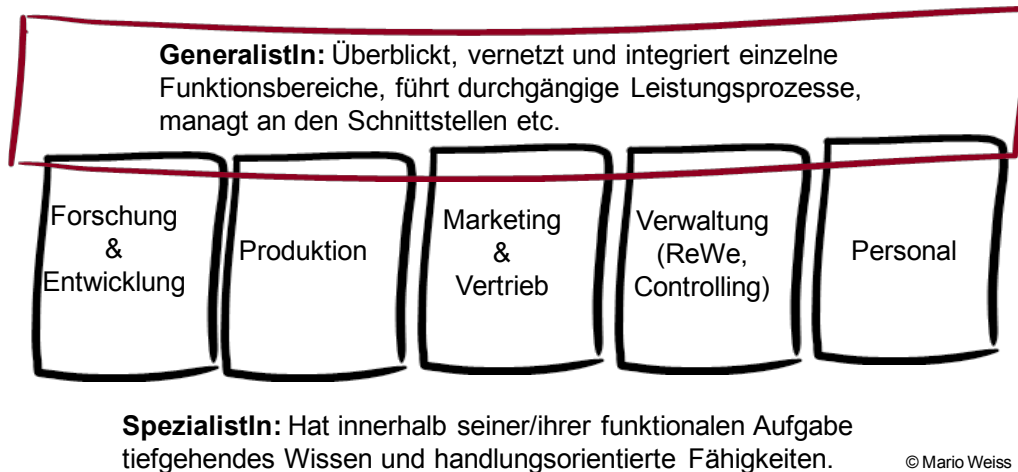 GeneralistIn: Überblickt, vernetzt und integriert einzelne
Funktionsbereiche, führt durchgängige Leistungsprozesse,
managt an den Schnittstellen etc.
Forschung
&
Entwicklung
Produktion
Marketing
&
Vertrieb
Verwaltung
(ReWe,
Controlling)
Personal
SpezialistIn: Hat innerhalb seiner/ihrer funktionalen Aufgabe
tiefgehendes Wissen und handlungsorientierte Fähigkeiten.
© Mario Weiss